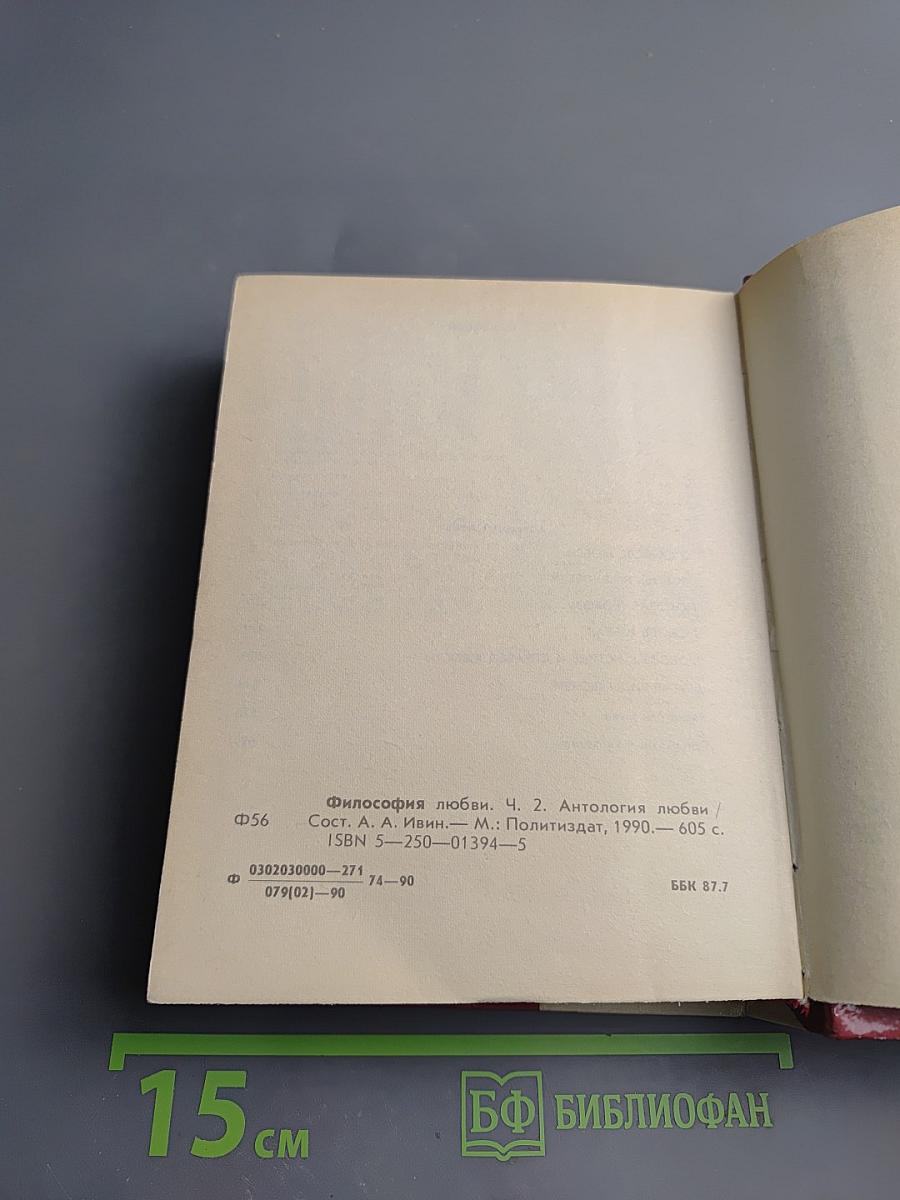 Философия любви. Ч. 2. Антология любви /
Ф56 Сост. А. А. Ивин.— М.: Политиздат, 1990.— 605 с.
ISBN 5—250—01394—5
Ф 0302030000—271 74—90
079(02)—90
ББК 87.7
15 см
БФ БИБЛИОФАН